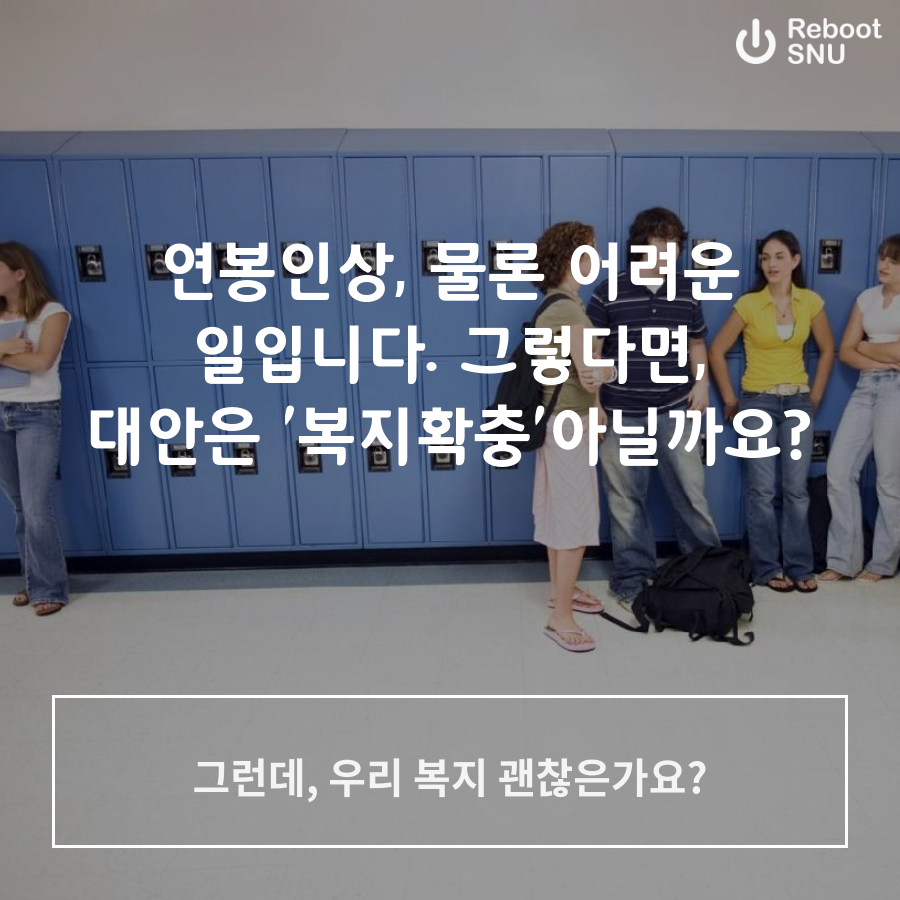 Reboot
SNU
연봉인상, 물론 어려운
일입니다. 그렇다면,
대안은 '복지확충'아닐까요?
그런데, 우리 복지 괜찮은가요?